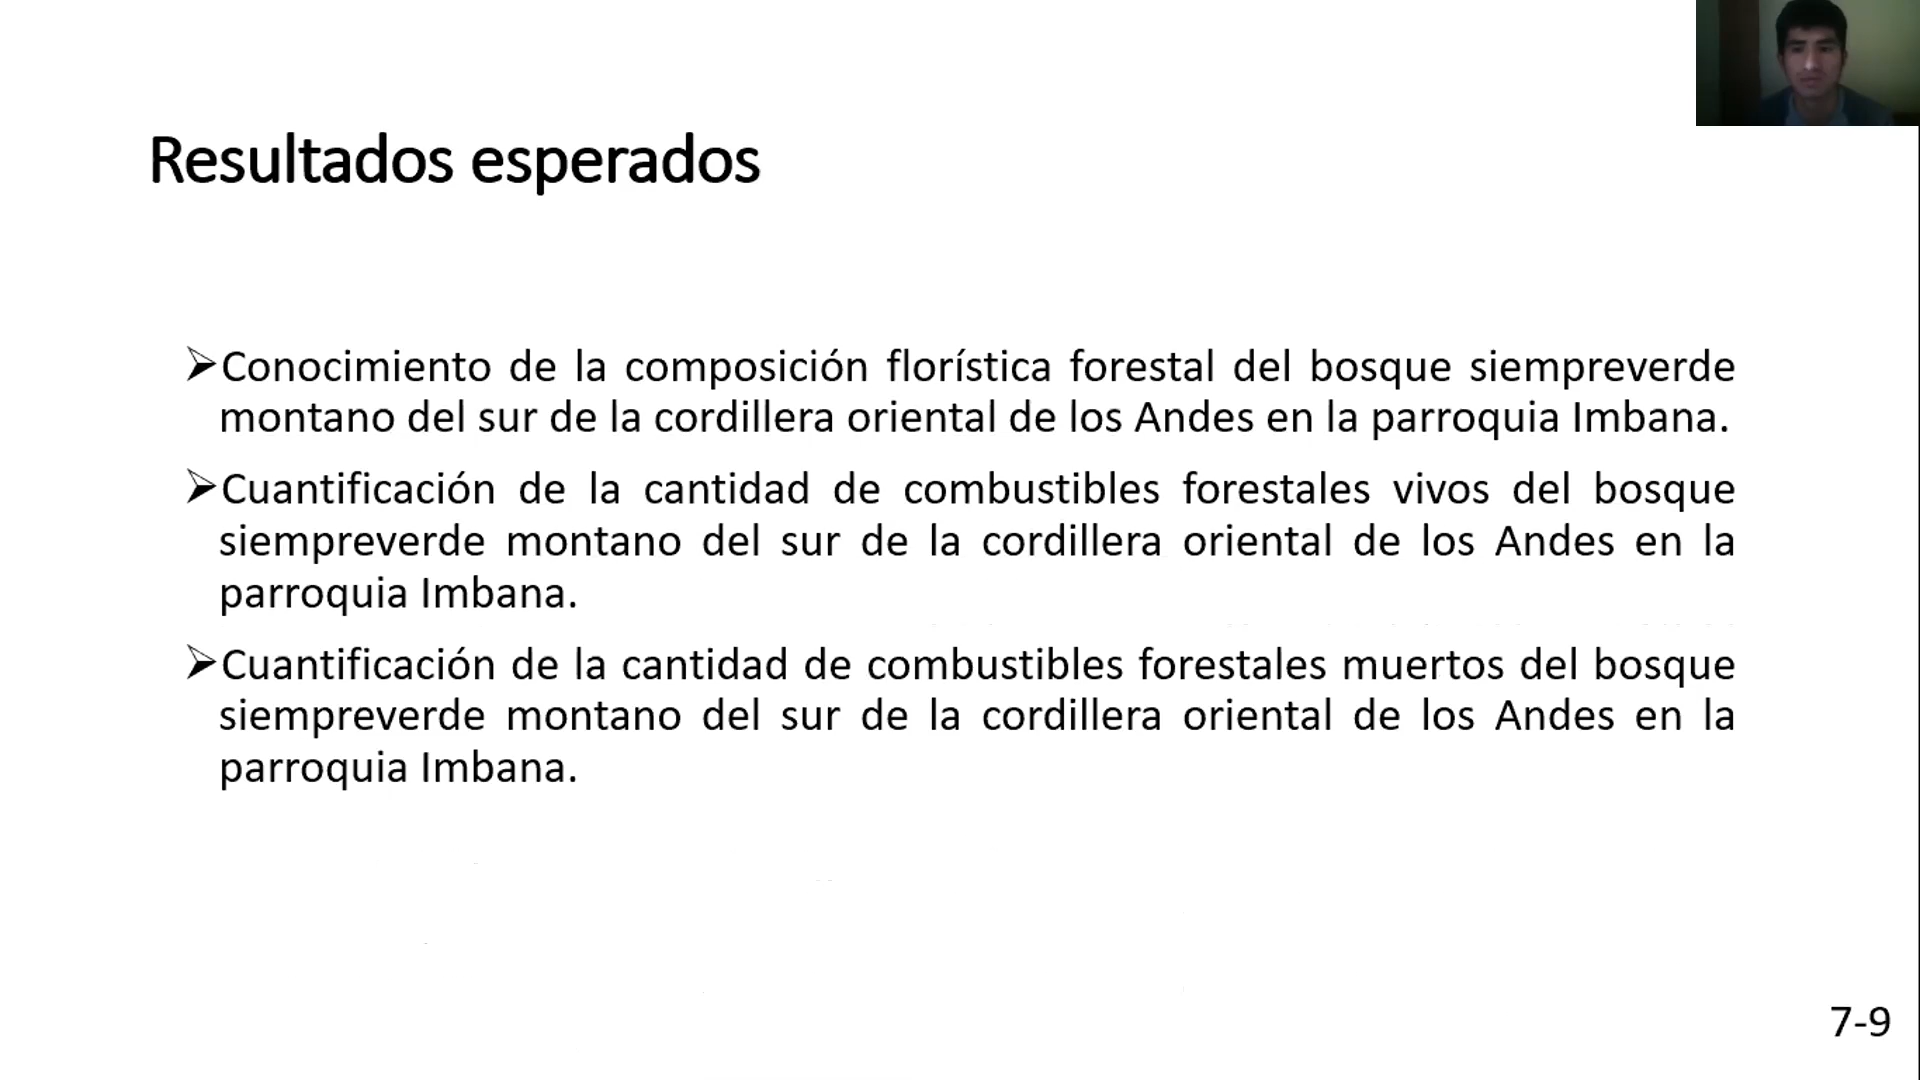 Resultados esperados
➢Conocimiento de la composición florística forestal del bosque siempreverde
montano del sur de la cordillera oriental de los Andes en la parroquia Imbana.
➢Cuantificación de la cantidad de combustibles forestales vivos del bosque
siempreverde montano del sur de la cordillera oriental de los Andes en la
parroquia Imbana.
➢Cuantificación de la cantidad de combustibles forestales muertos del bosque
siempreverde montano del sur de la cordillera oriental de los Andes en la
parroquia Imbana.
7-9